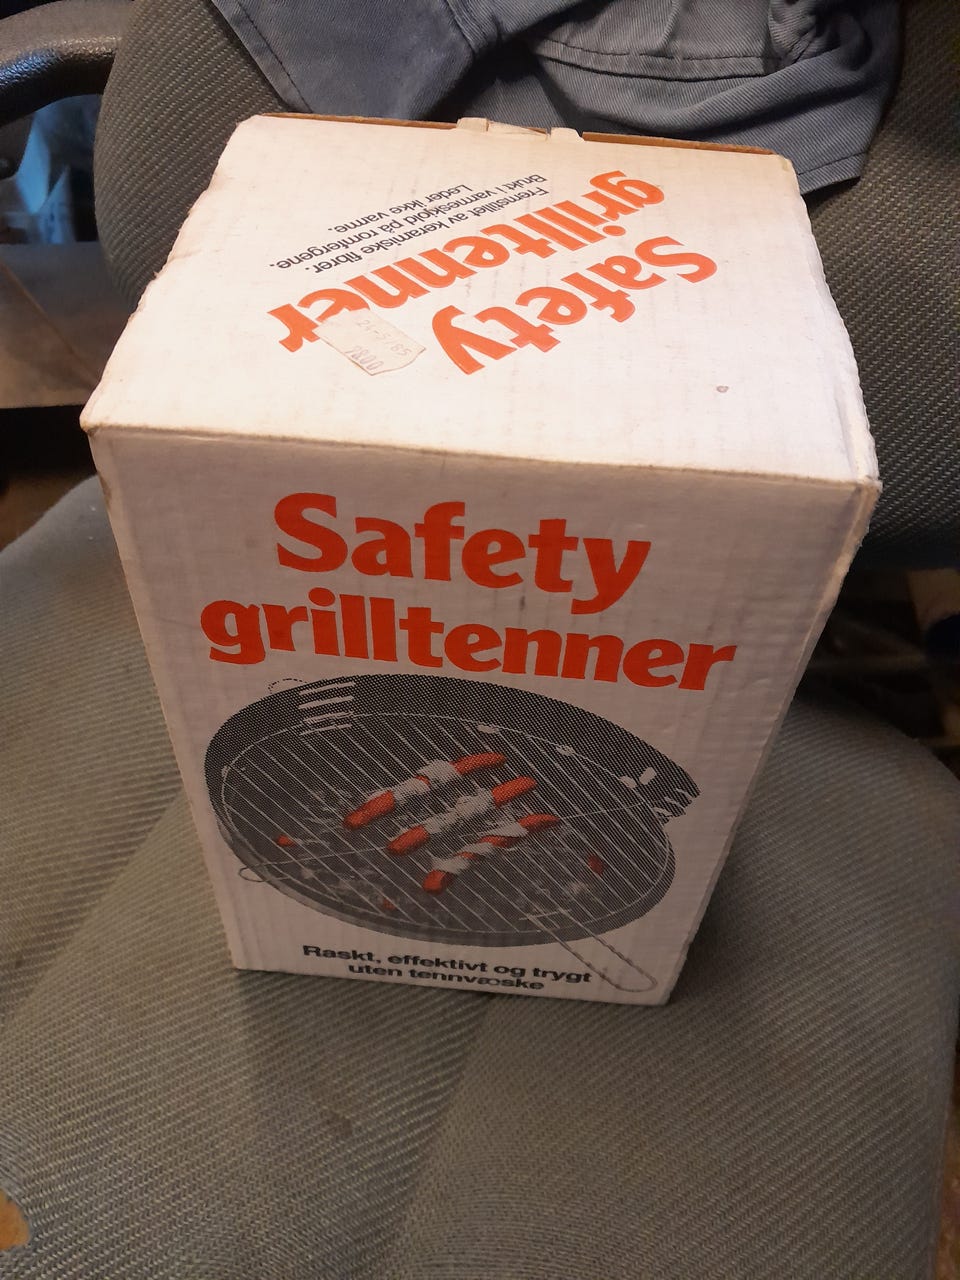 Safety
grilltenner
Fremstillet av keramiske fibrer.
Brukt i varmeskjold på romfergene.
Leder ikke varme.
7800
Safety
grilltenner
Raskt, effektivt og trygt
uten tennvæske